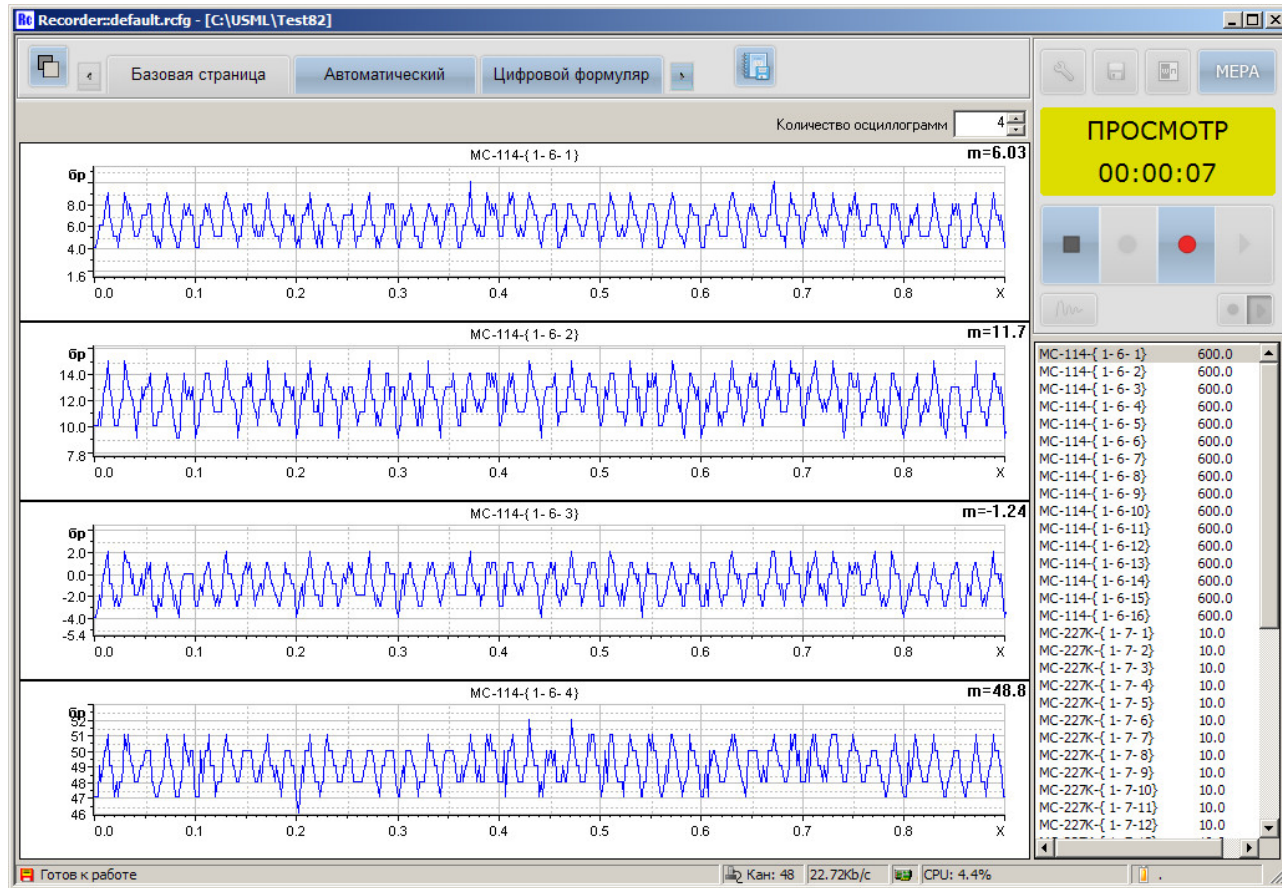 Recorder::default.rcfg - [C:\USML\Test82]
Базовая страница
Автоматический
Цифровой формуляр
МЕРА
Количество осциллограмм 4
ПРОСМОТР
00:00:07
МС-114-{ 1- 6- 1}
m=6.03
бр
8.0
6.0
4.0
1.6
0.0 0.1 0.2 0.3 0.4 0.5 0.6 0.7 0.8 X
МС-114-{ 1- 6- 2}
m=11.7
бр
14.0
12.0
10.0
7.8
0.0 0.1 0.2 0.3 0.4 0.5 0.6 0.7 0.8 X
МС-114-{ 1- 6- 3}
m=-1.24
бр
2.0
0.0
-2.0
-4.0
-5.4
0.0 0.1 0.2 0.3 0.4 0.5 0.6 0.7 0.8 X
МС-114-{ 1- 6- 4}
m=48.8
бр
52
51
50
49
48
47
46
0.0 0.1 0.2 0.3 0.4 0.5 0.6 0.7 0.8 X
МС-114-{ 1- 6- 1} 600.0
МС-114-{ 1- 6- 2} 600.0
МС-114-{ 1- 6- 3} 600.0
МС-114-{ 1- 6- 4} 600.0
МС-114-{ 1- 6- 5} 600.0
МС-114-{ 1- 6- 6} 600.0
МС-114-{ 1- 6- 7} 600.0
МС-114-{ 1- 6- 8} 600.0
МС-114-{ 1- 6- 9} 600.0
МС-114-{ 1- 6-10} 600.0
МС-114-{ 1- 6-11} 600.0
МС-114-{ 1- 6-12} 600.0
МС-114-{ 1- 6-13} 600.0
МС-114-{ 1- 6-14} 600.0
МС-114-{ 1- 6-15} 600.0
МС-114-{ 1- 6-16} 600.0
МС-227К-{ 1- 7- 1} 10.0
МС-227К-{ 1- 7- 2} 10.0
МС-227К-{ 1- 7- 3} 10.0
МС-227К-{ 1- 7- 4} 10.0
МС-227К-{ 1- 7- 5} 10.0
МС-227К-{ 1- 7- 6} 10.0
МС-227К-{ 1- 7- 7} 10.0
МС-227К-{ 1- 7- 8} 10.0
МС-227К-{ 1- 7- 9} 10.0
МС-227К-{ 1- 7-10} 10.0
МС-227К-{ 1- 7-11} 10.0
МС-227К-{ 1- 7-12} 10.0
Готов к работе
Кан: 48
22.72Kb/c
CPU: 4.4%
.